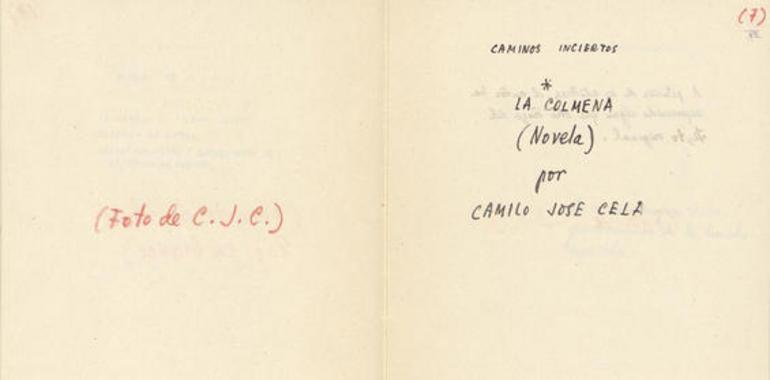 (Foto de C. J. C.)
(7)
CAMINOS INCIERTOS
*
LA COLMENA
(Novela)
por
CAMILO JOSE CELA